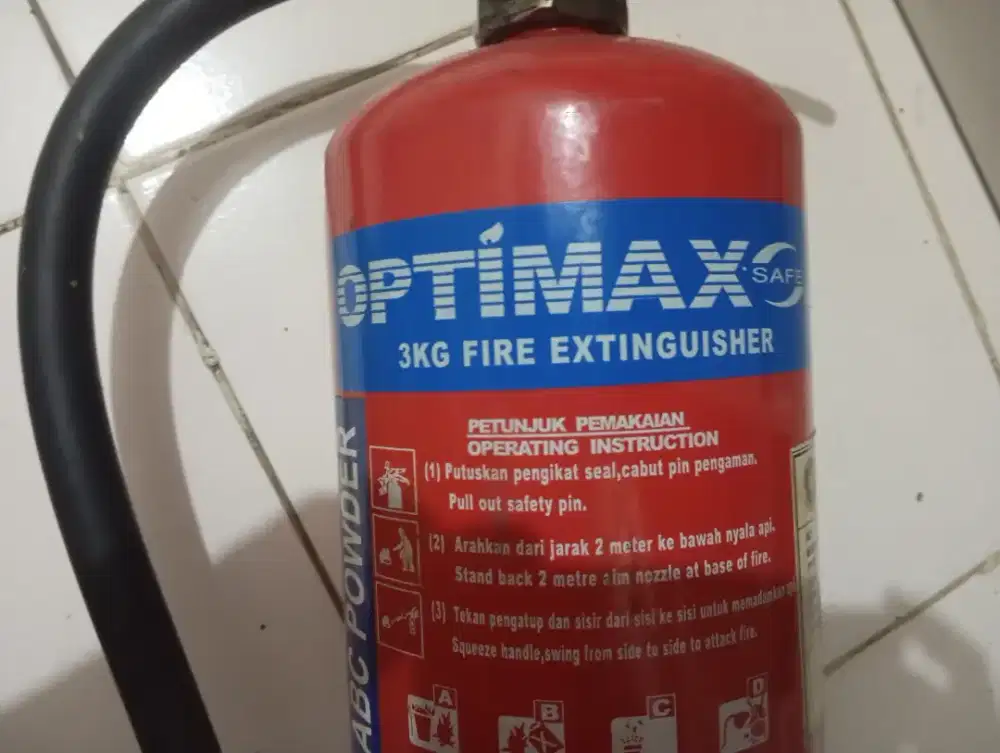 OPTIMAX
SAFE
3KG FIRE EXTINGUISHER
ABC POWDER
PETUNJUK PEMAKAIAN
OPERATING INSTRUCTION
(1) Putuskan pengikat seal,cabut pin pengaman.
Pull out safety pin.
(2) Arahkan dari jarak 2 meter ke bawah nyala api.
Stand back 2 metre aim nozzle at base of fire.
(3) Tekan pengatup dan sisir dari sisi ke sisi untuk memadamkan
Squeeze handle,swing from side to side to attack fire.
A B C D